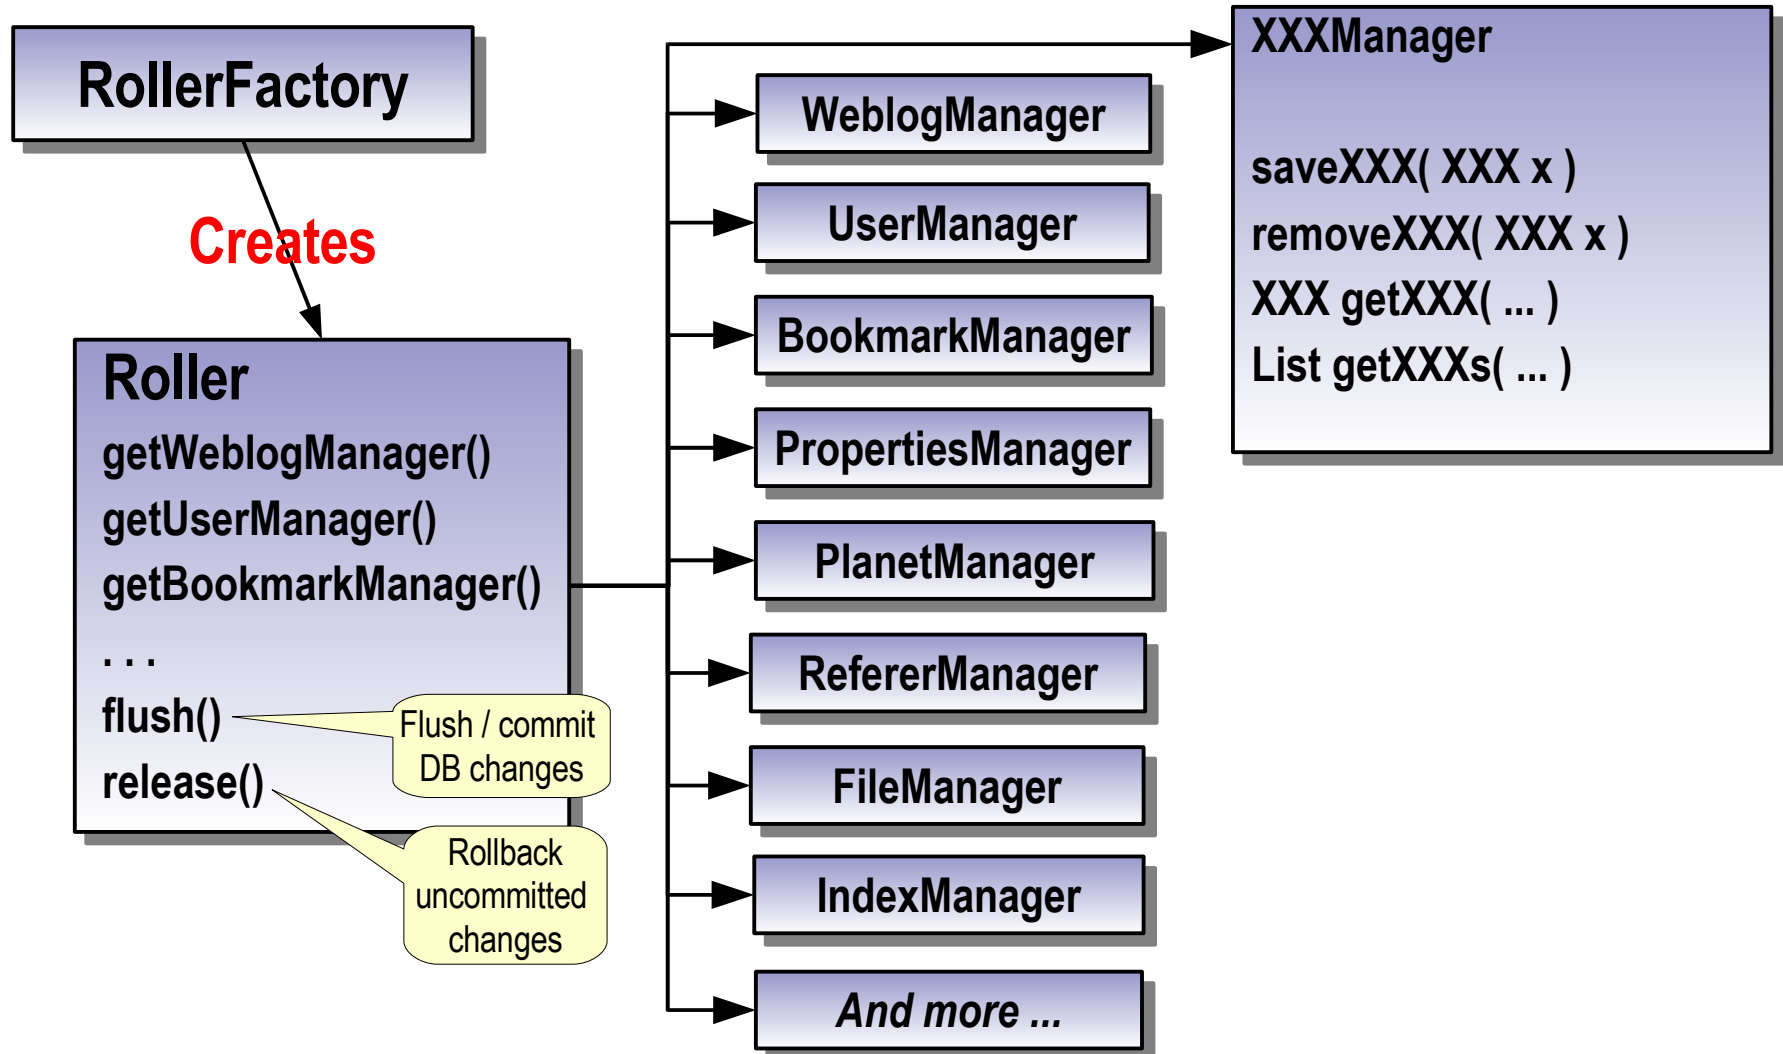 RollerFactory
Creates
Roller
getWeblogManager()
getUserManager()
getBookmarkManager()
. . .
flush()
release()
Flush / commit
DB changes
Rollback
uncommitted
changes
WeblogManager
UserManager
BookmarkManager
PropertiesManager
PlanetManager
RefererManager
FileManager
IndexManager
And more ...
XXXManager
saveXXX( XXX x )
removeXXX( XXX x )
XXX getXXX( ... )
List getXXXs( ... )